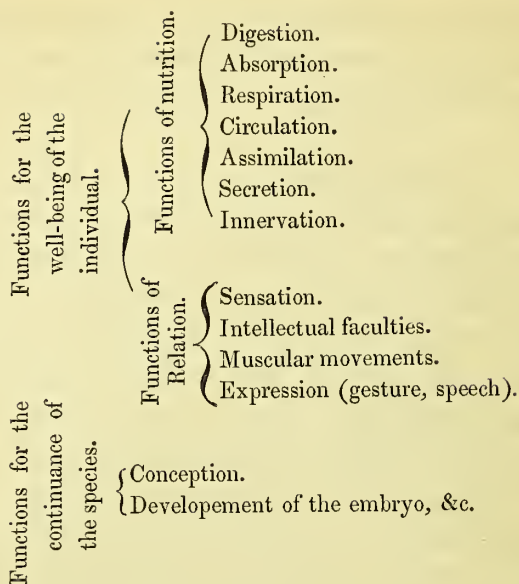 Functions for the
well-being of the
individual.
Functions of nutrition.
Digestion.
Absorption.
Respiration.
Circulation.
Assimilation.
Secretion.
Innervation.
Functions of
Relation.
Sensation.
Intellectual faculties.
Muscular movements.
Expression (gesture, speech).
Functions for the
continuance of
the species.
Conception.
Developement of the embryo, &c.